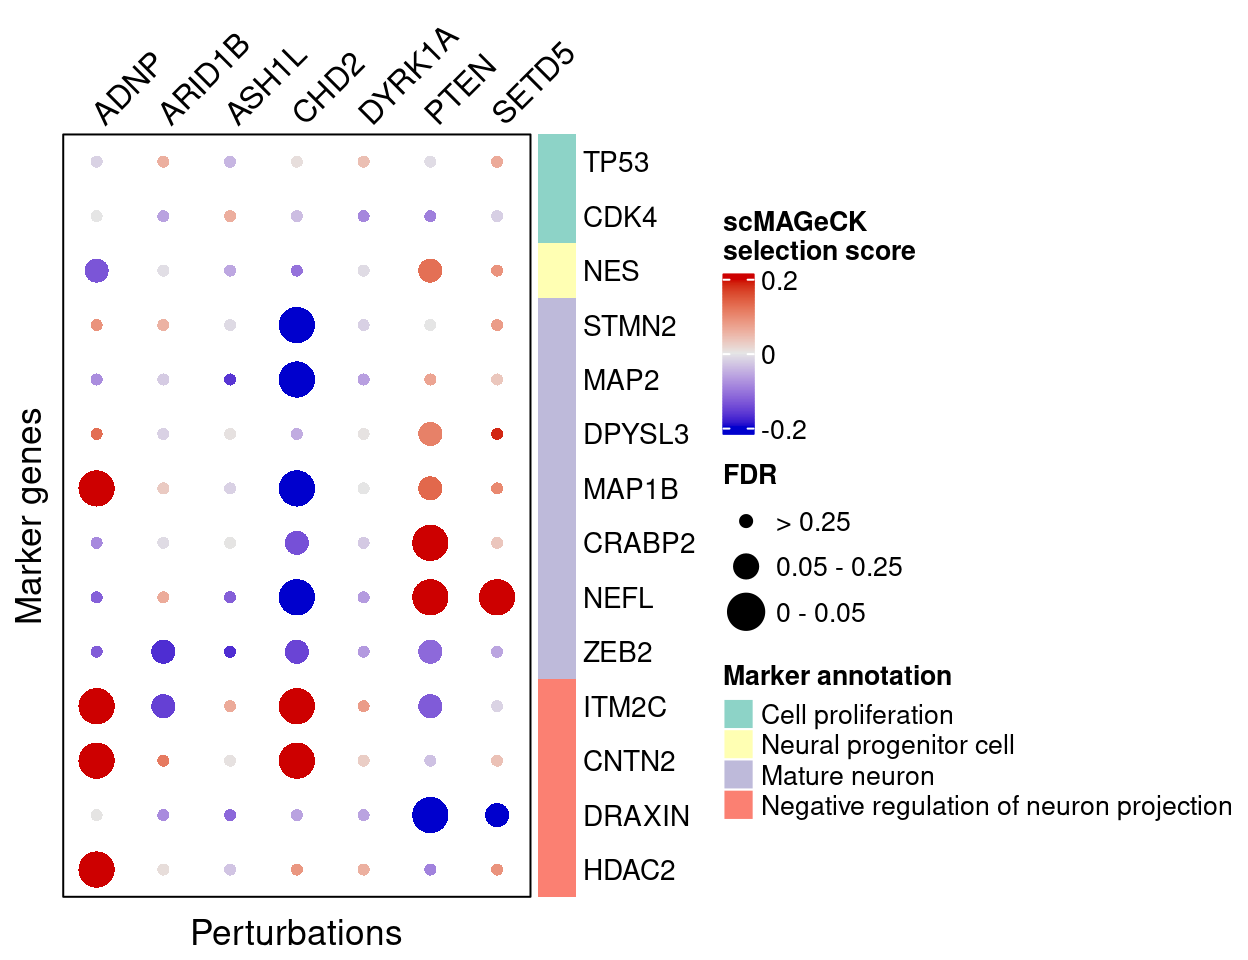 ADNP
ARID1B
ASH1L
CHD2
DYRK1A
PTEN
SETD5
TP53
CDK4
NES
STMN2
MAP2
DPYSL3
MAP1B
CRABP2
NEFL
ZEB2
ITM2C
CNTN2
DRAXIN
HDAC2
Marker genes
Perturbations
scMAGeCK
selection score
0.2
0
-0.2
FDR
> 0.25
0.05 - 0.25
0 - 0.05
Marker annotation
Cell proliferation
Neural progenitor cell
Mature neuron
Negative regulation of neuron projection